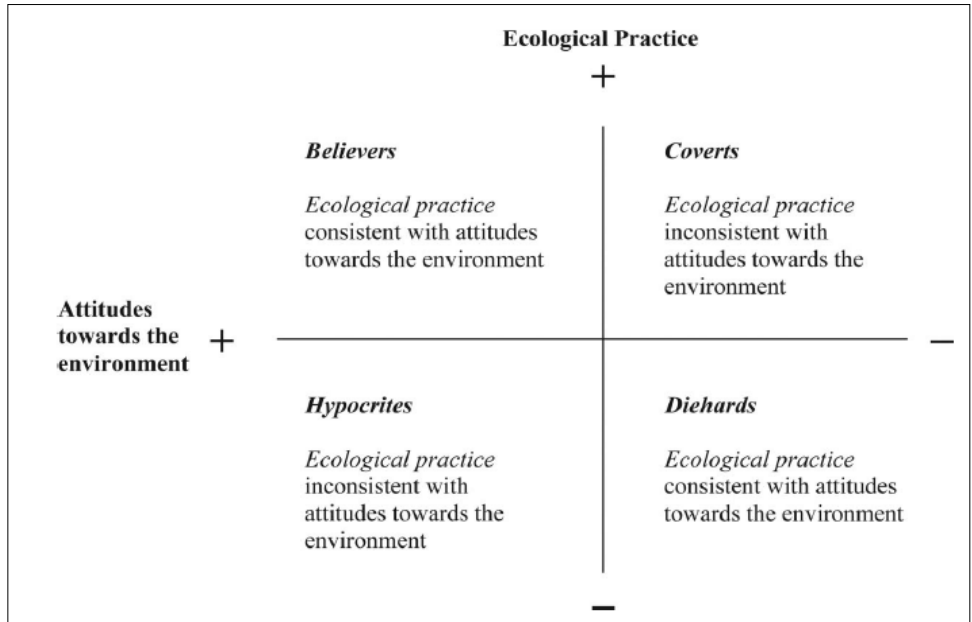 Ecological Practice
+
Believers
Ecological practice
consistent with attitudes
towards the environment
Coverts
Ecological practice
inconsistent with
attitudes towards the
environment
Attitudes
towards the
environment
+
−
Hypocrites
Ecological practice
inconsistent with
attitudes towards the
environment
Diehards
Ecological practice
consistent with attitudes
towards the environment
−